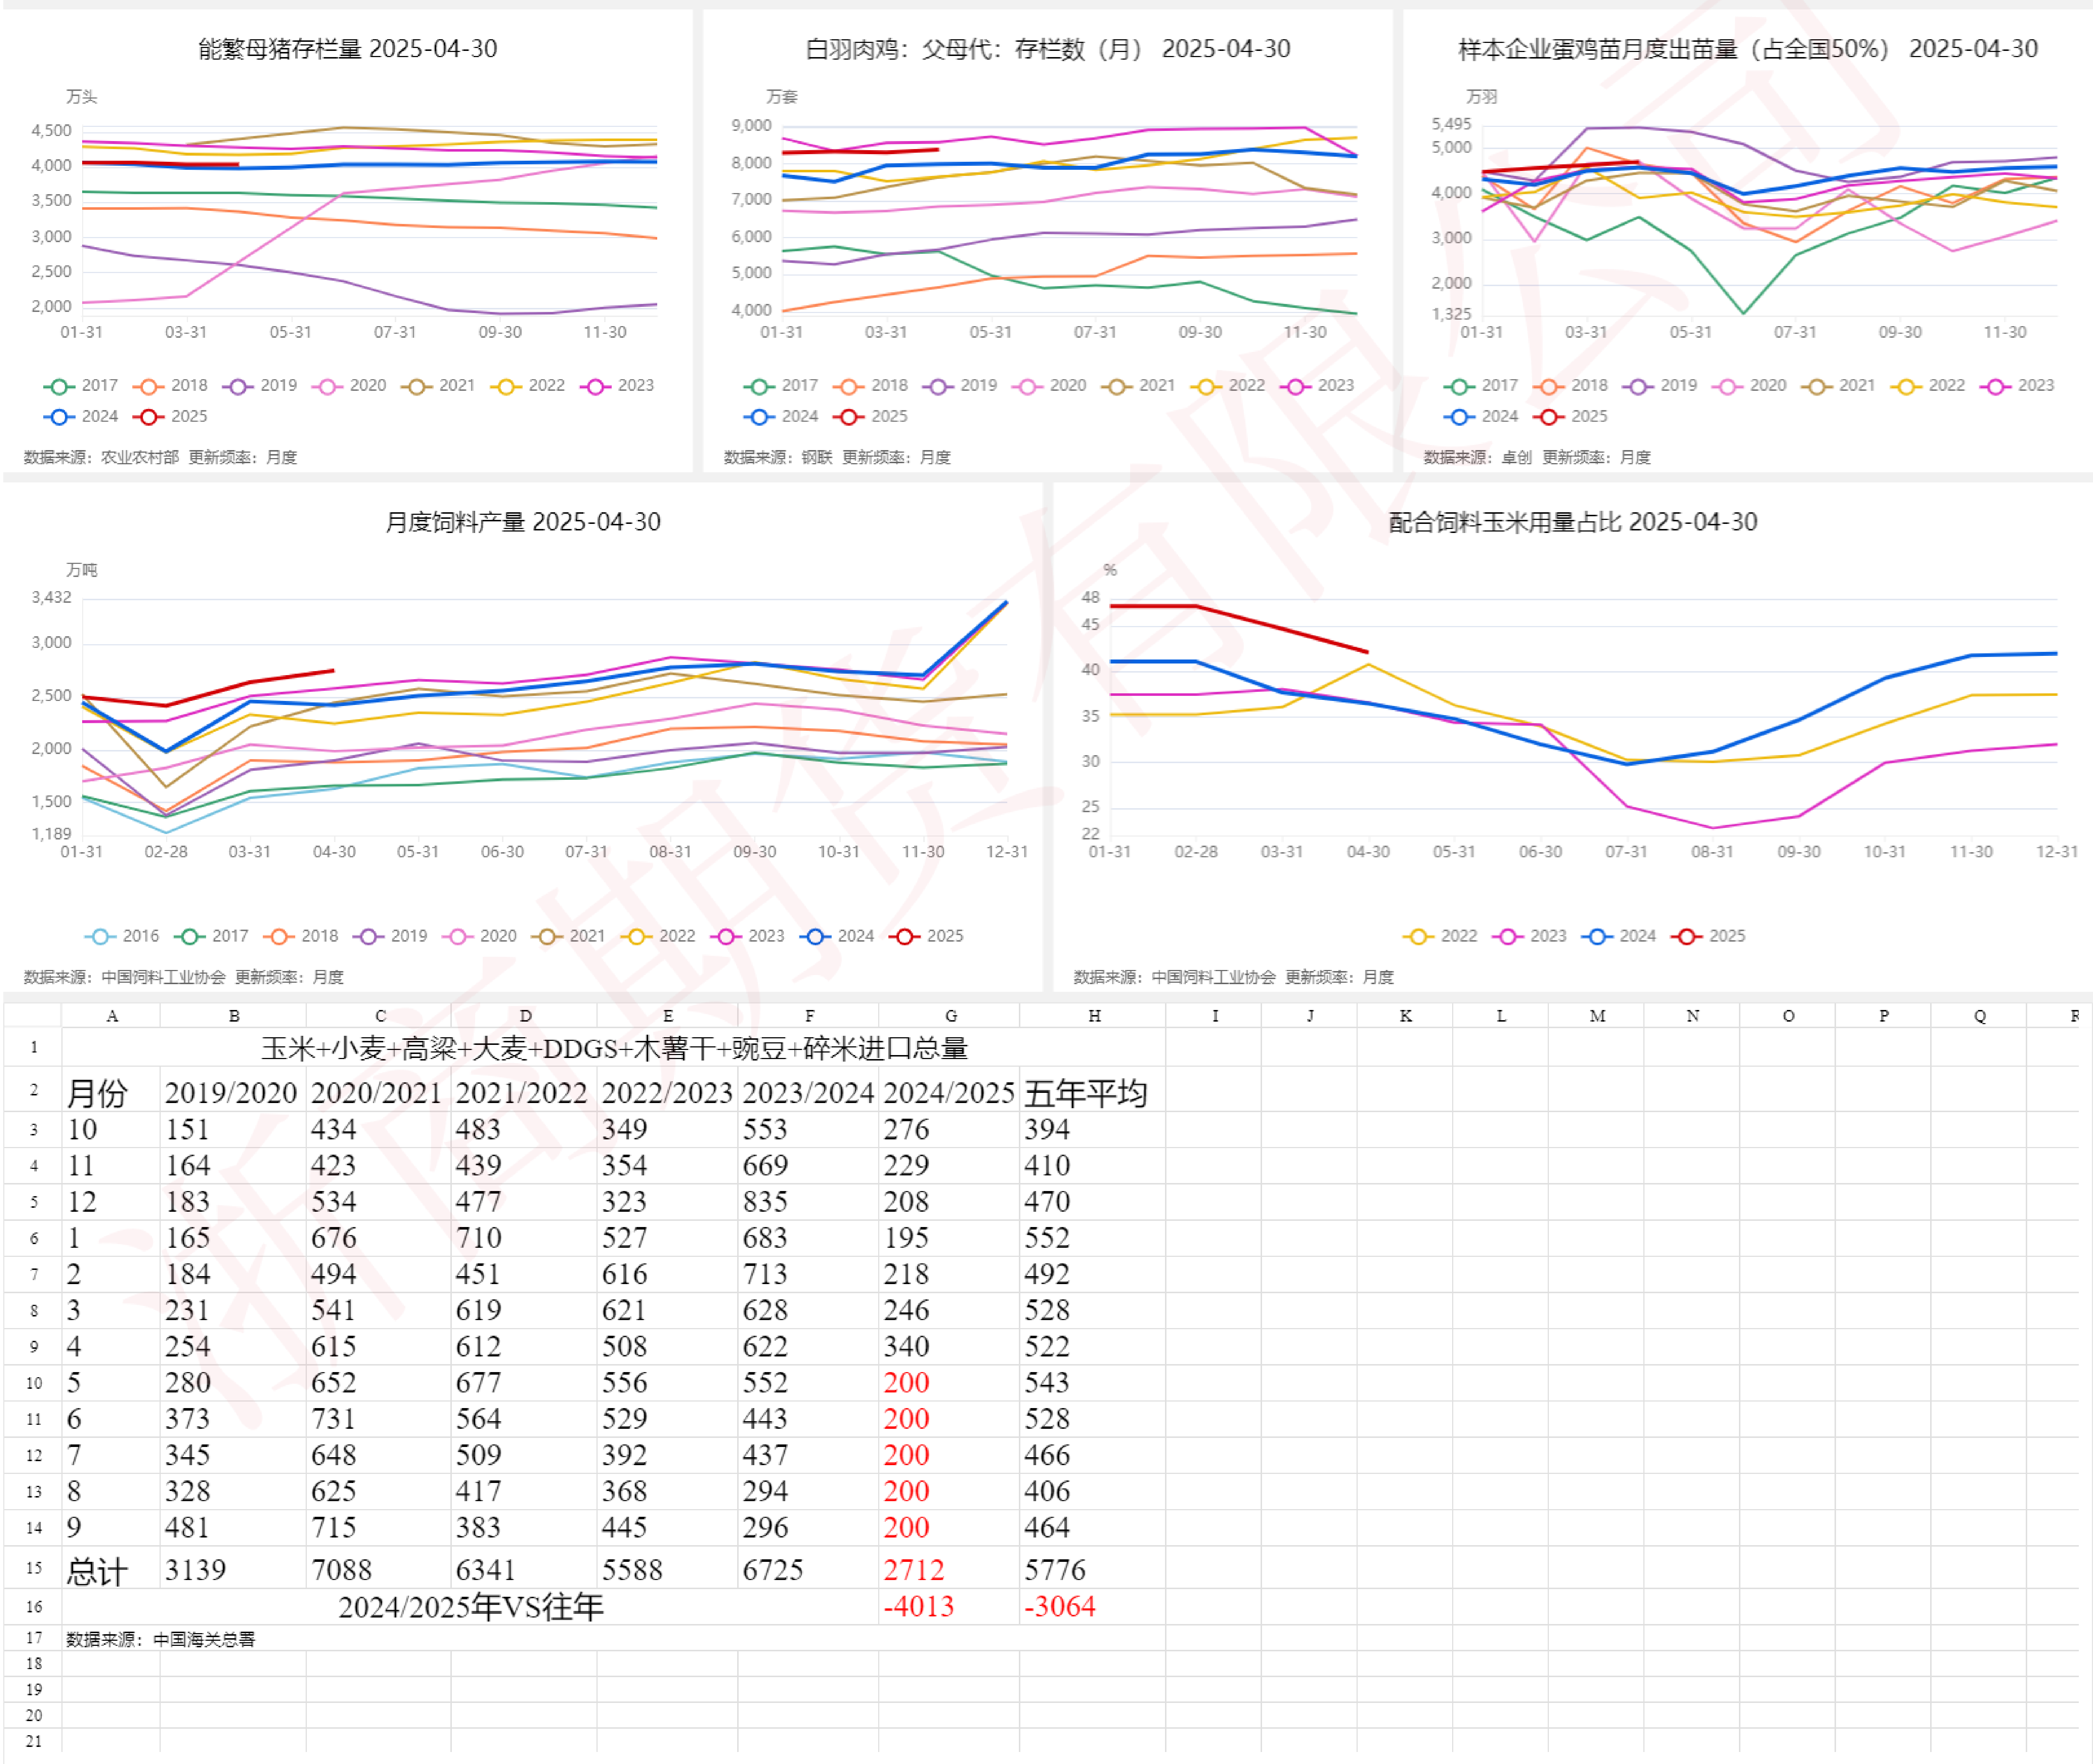 能繁母猪存栏量 2025-04-30
万头
4,500
4,000
3,500
3,000
2,500
2,000
01-31 03-31 05-31 07-31 09-30 11-30
2017 2018 2019 2020 2021 2022 2023
2024 2025
数据来源：农业农村部 更新频率：月度
白羽肉鸡：父母代：存栏数（月） 2025-04-30
万套
9,000
8,000
7,000
6,000
5,000
4,000
01-31 03-31 05-31 07-31 09-30 11-30
2017 2018 2019 2020 2021 2022 2023
2024 2025
数据来源：钢联 更新频率：月度
样本企业蛋鸡苗月度出苗量（占全国50%） 2025-04-30
万羽
5,495
5,000
4,000
3,000
2,000
1,325
01-31 03-31 05-31 07-31 09-30 11-30
2017 2018 2019 2020 2021 2022 2023
2024 2025
数据来源：卓创 更新频率：月度
月度饲料产量 2025-04-30
万吨
3,432
3,000
2,500
2,000
1,500
1,189
01-31 02-28 03-31 04-30 05-31 06-30 07-31 08-31 09-30 10-31 11-30 12-31
2016 2017 2018 2019 2020 2021 2022 2023 2024 2025
数据来源：中国饲料工业协会 更新频率：月度
配合饲料玉米用量占比 2025-04-30
%
48
45
40
35
30
25
22
01-31 02-28 03-31 04-30 05-31 06-30 07-31 08-31 09-30 10-31 11-30 12-31
2022 2023 2024 2025
数据来源：中国饲料工业协会 更新频率：月度
A B C D E F G H I J K L M N O P Q R
1 玉米+小麦+高粱+大麦+DDGS+木薯干+豌豆+碎米进口总量
2 月份 2019/2020 2020/2021 2021/2022 2022/2023 2023/2024 2024/2025 五年平均
3 10 151 434 483 349 553 276 394
4 11 164 423 439 354 669 229 410
5 12 183 534 477 323 835 208 470
6 1 165 676 710 527 683 195 552
7 2 184 494 451 616 713 218 492
8 3 231 541 619 621 628 246 528
9 4 254 615 612 508 622 340 522
10 5 280 652 677 556 552 200 543
11 6 373 731 564 529 443 200 528
12 7 345 648 509 392 437 200 466
13 8 328 625 417 368 294 200 406
14 9 481 715 383 445 296 200 464
15 总计 3139 7088 6341 5588 6725 2712 5776
16 2024/2025年VS往年 -4013 -3064
17 数据来源：中国海关总署
18
19
20
21
浙商期货有限公司